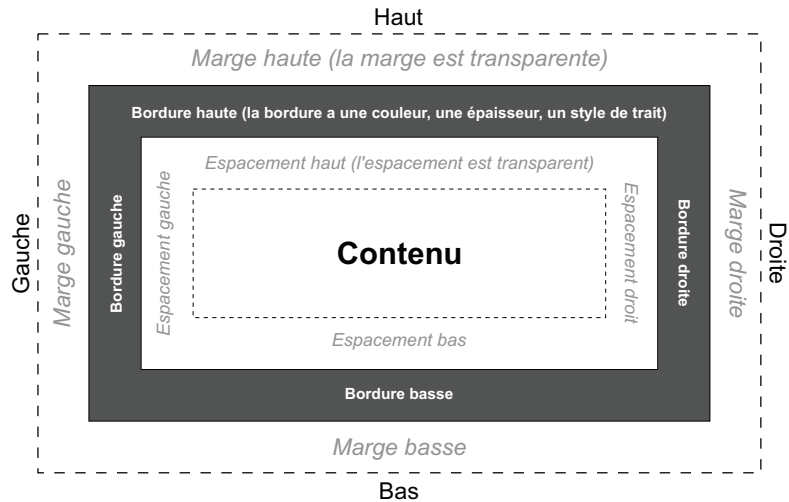 Haut
Marge haute (la marge est transparente)
Bordure haute (la bordure a une couleur, une épaisseur, un style de trait)
Espacement haut (l'espacement est transparent)
Gauche
Marge gauche
Bordure gauche
Espacement gauche
Contenu
Espacement droit
Bordure droite
Marge droite
Droite
Espacement bas
Bordure basse
Marge basse
Bas